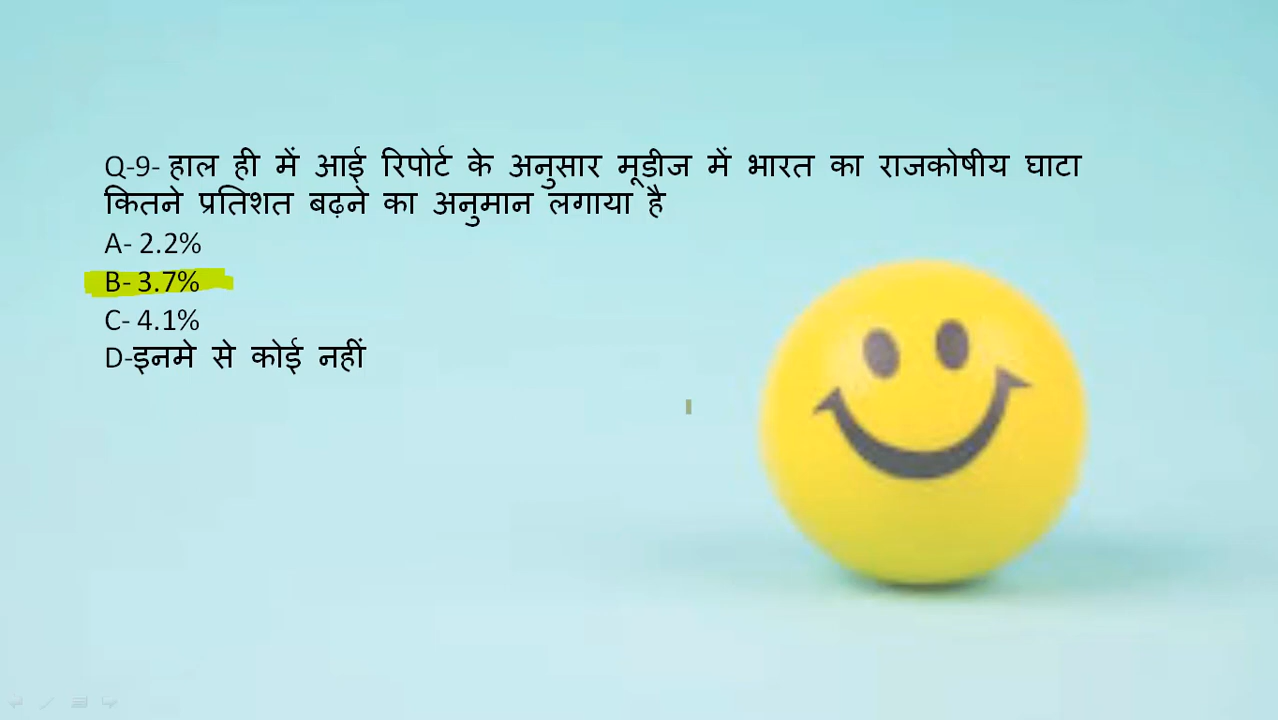 Q-9- हाल ही में आई रिपोर्ट के अनुसार मूडीज में भारत का राजकोषीय घाटा
कितने प्रतिशत बढ़ने का अनुमान लगाया है
A- 2.2%
B- 3.7%
C- 4.1%
D-इनमे से कोई नहीं